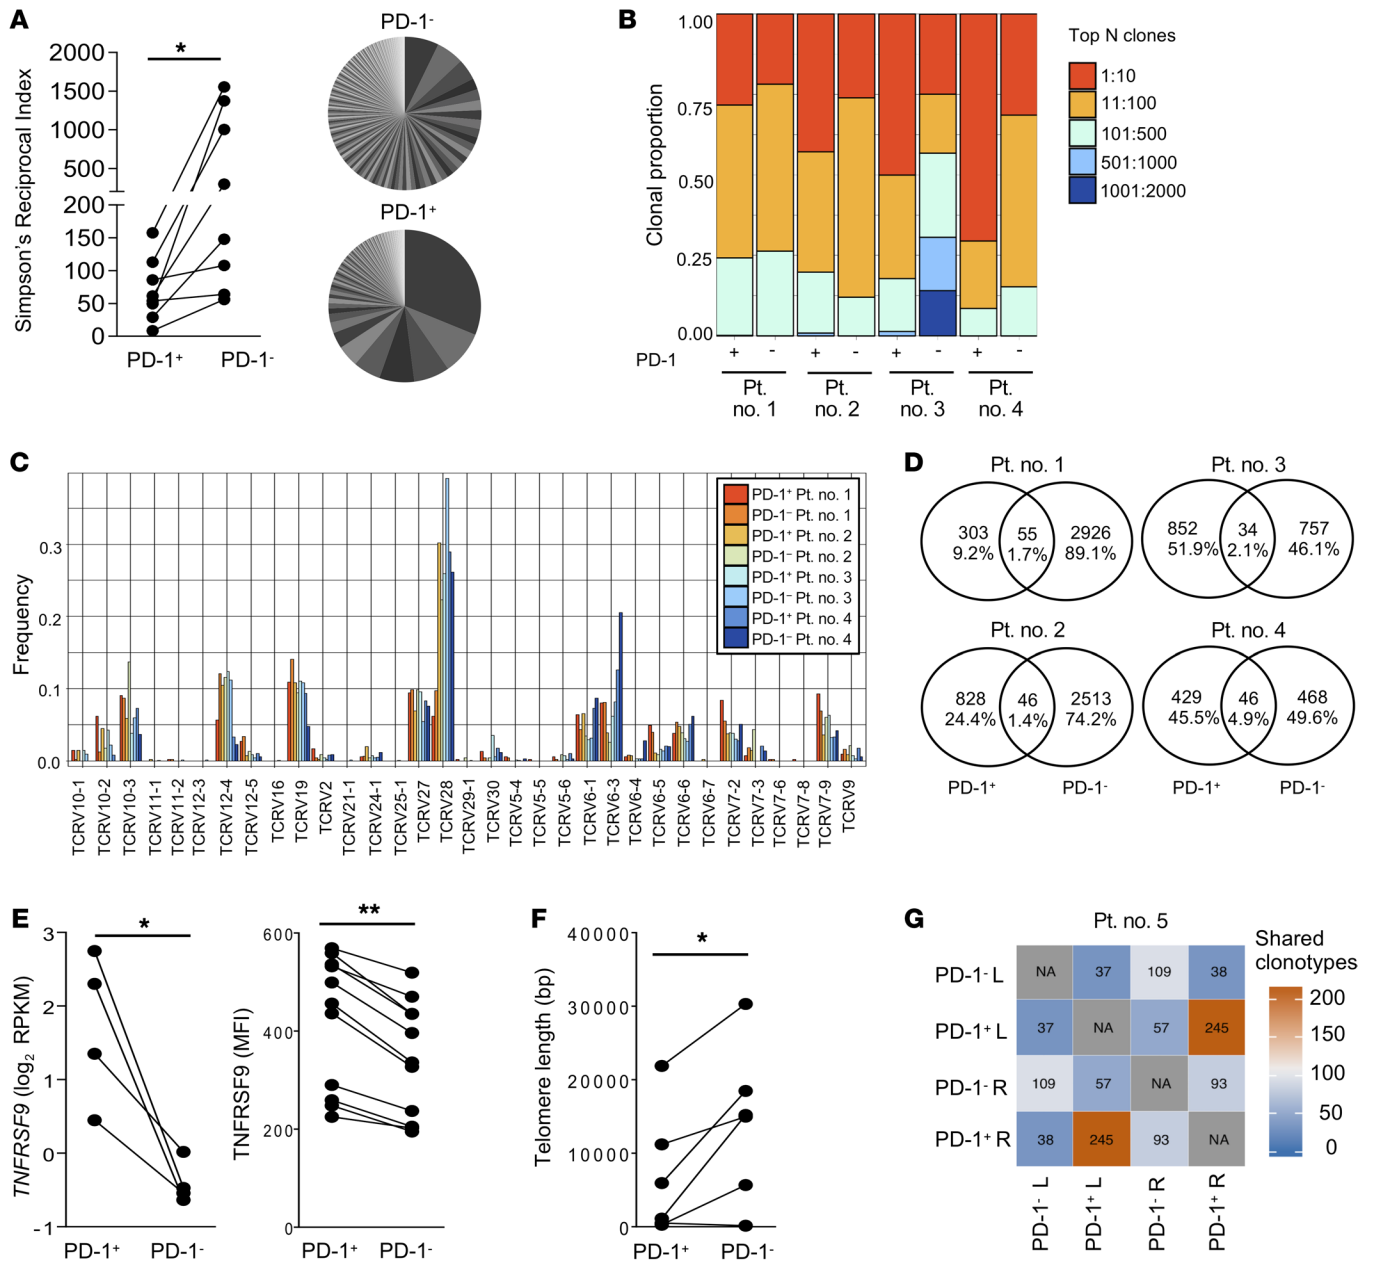 A
PD-1-
*
Simpson's Reciprocal Index
2000
1500
1000
500
200
150
100
50
0
PD-1+
PD-1-
PD-1+
B
Clonal proportion
1.00
0.75
0.50
0.25
0.00
PD-1
+ - + - + - + -
Pt. no. 1
Pt. no. 2
Pt. no. 3
Pt. no. 4
Top N clones
1:10
11:100
101:500
501:1000
1001:2000
C
Frequency
0.3
0.2
0.1
0.0
PD-1+ Pt. no. 1
PD-1– Pt. no. 1
PD-1+ Pt. no. 2
PD-1– Pt. no. 2
PD-1+ Pt. no. 3
PD-1– Pt. no. 3
PD-1+ Pt. no. 4
PD-1– Pt. no. 4
TCRV10-1
TCRV10-2
TCRV10-3
TCRV11-1
TCRV11-2
TCRV12-3
TCRV12-4
TCRV12-5
TCRV16
TCRV19
TCRV2
TCRV21-1
TCRV24-1
TCRV25-1
TCRV27
TCRV28
TCRV29-1
TCRV30
TCRV5-4
TCRV5-5
TCRV5-6
TCRV6-1
TCRV6-3
TCRV6-4
TCRV6-5
TCRV6-6
TCRV6-7
TCRV7-2
TCRV7-3
TCRV7-6
TCRV7-8
TCRV7-9
TCRV9
D
Pt. no. 1
303 55 2926
9.2% 1.7% 89.1%
Pt. no. 3
852 34 757
51.9% 2.1% 46.1%
Pt. no. 2
828 46 2513
24.4% 1.4% 74.2%
Pt. no. 4
429 46 468
45.5% 4.9% 49.6%
PD-1+ PD-1- PD-1+ PD-1-
E
*
TNFRSF9 (log2 RPKM)
3
2
1
0
-1
PD-1+ PD-1-
**
TNFRSF9 (MFI)
600
400
200
0
PD-1+ PD-1-
F
*
Telomere length (bp)
40000
30000
20000
10000
0
PD-1+ PD-1-
G
Pt. no. 5
PD-1- L NA 37 109 38
PD-1+ L 37 NA 57 245
PD-1- R 109 57 NA 93
PD-1+ R 38 245 93 NA
PD-1- L
PD-1+ L
PD-1- R
PD-1+ R
Shared
clonotypes
200
150
100
50
0